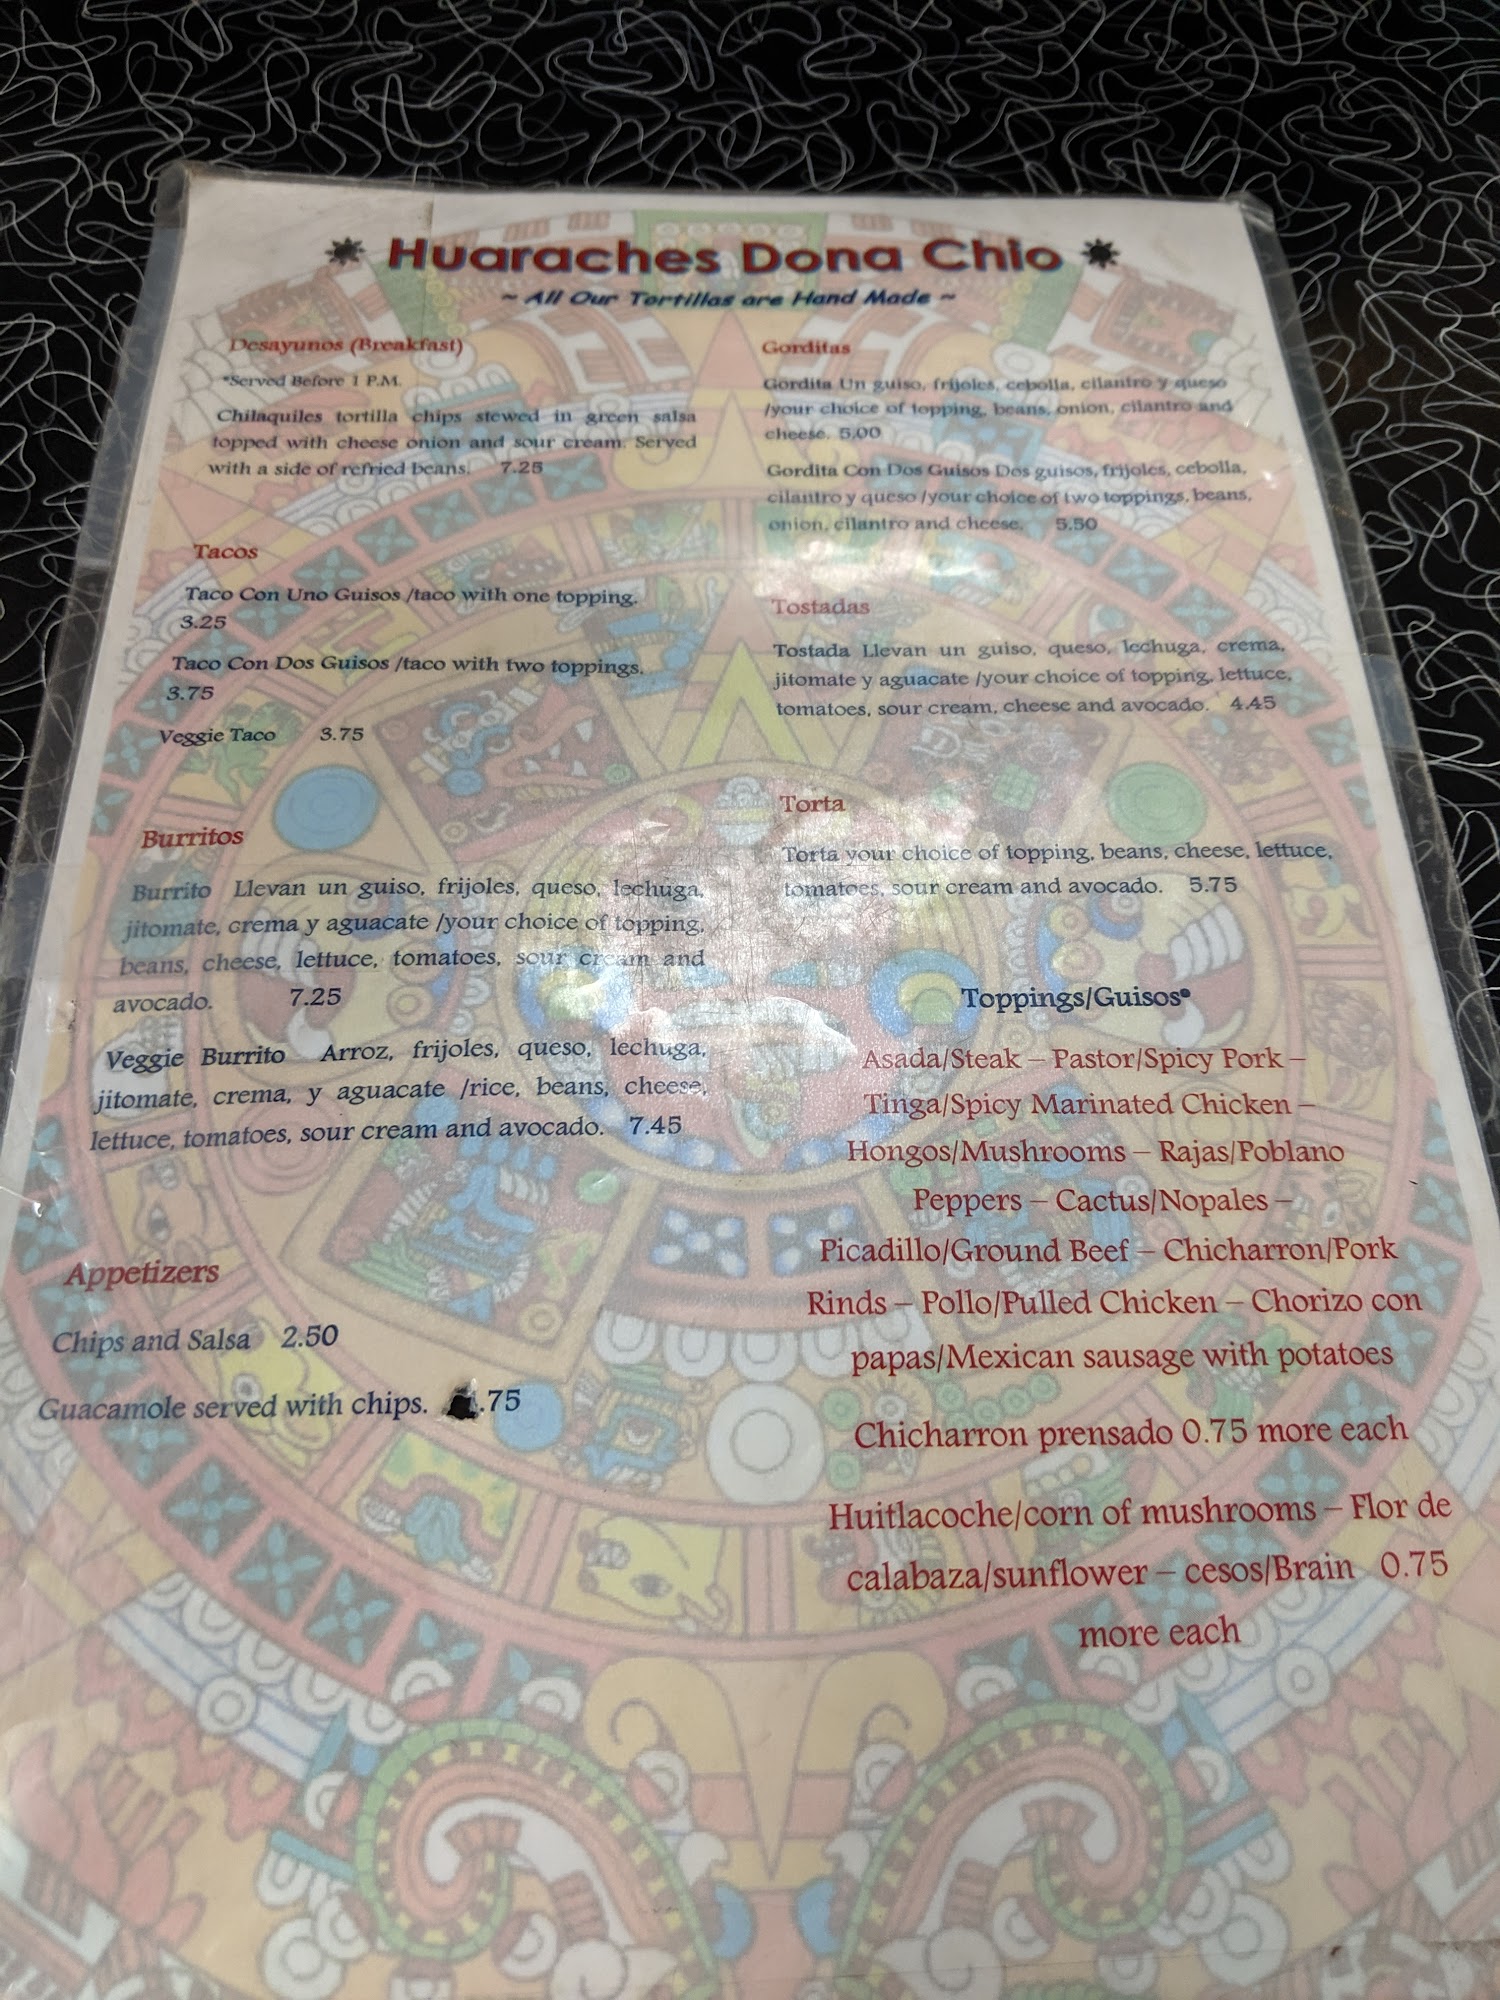 Huaraches Dona Chio
~ All Our Tortillas are Hand Made ~
Desayunos (Breakfast)
*Served Before 1 P.M.
Chilaquiles tortilla chips stewed in green salsa
topped with cheese onion and sour cream. Served
with a side of refried beans. 7.25
Tacos
Taco Con Uno Guisos /taco with one topping.
3.25
Taco Con Dos Guisos /taco with two toppings.
3.75
Veggie Taco 3.75
Burritos
Burrito Llevan un guiso, frijoles, queso, lechuga,
jitomate, crema y aguacate /your choice of topping,
beans, cheese, lettuce, tomatoes, sour cream and
avocado. 7.25
Veggie Burrito Arroz, frijoles, queso, lechuga,
jitomate, crema, y aguacate /rice, beans, cheese,
lettuce, tomatoes, sour cream and avocado. 7.45
Appetizers
Chips and Salsa 2.50
Guacamole served with chips. .75
Gorditas
Gordita Un guiso, frijoles, cebolla, cilantro y queso
/your choice of topping, beans, onion, cilantro and
cheese. 5.00
Gordita Con Dos Guisos Dos guisos, frijoles, cebolla,
cilantro y queso /your choice of two toppings, beans,
onion, cilantro and cheese. 5.50
Tostadas
Tostada Llevan un guiso, queso, lechuga, crema,
jitomate y aguacate /your choice of topping, lettuce,
tomatoes, sour cream, cheese and avocado. 4.45
Torta
Torta your choice of topping, beans, cheese, lettuce,
tomatoes, sour cream and avocado. 5.75
Toppings/Guisos*
Asada/Steak – Pastor/Spicy Pork –
Tinga/Spicy Marinated Chicken –
Hongos/Mushrooms – Rajas/Poblano
Peppers – Cactus/Nopales –
Picadillo/Ground Beef – Chicharron/Pork
Rinds – Pollo/Pulled Chicken – Chorizo con
papas/Mexican sausage with potatoes
Chicharron prensado 0.75 more each
Huitlacoche/corn of mushrooms – Flor de
calabaza/sunflower – cesos/Brain 0.75
more each